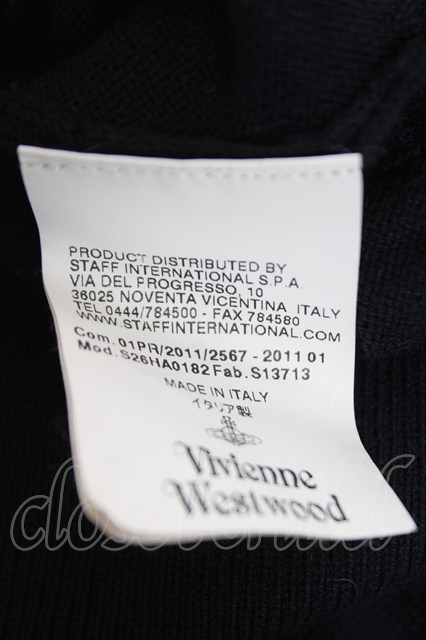 PRODUCT DISTRIBUTED BY
STAFF INTERNATIONAL S.P.A.
VIA DEL PROGRESSO, 10
36025 NOVENTA VICENTINA, ITALY
TEL 0444/784500 - FAX 784580
WWW.STAFFINTERNATIONAL.COM
Com. 01PR/2011/2567 - 2011 01
Mod. S26HA0182 Fab. S13713
MADE IN ITALY
イタリア製
Vivienne
Westwood